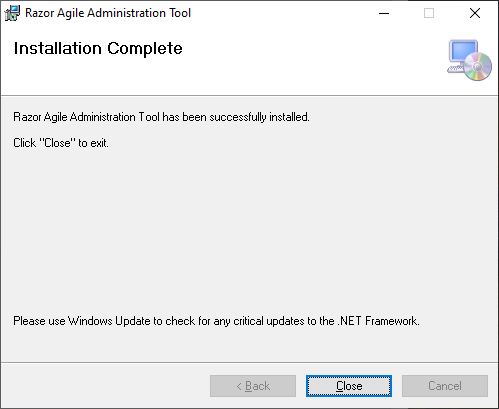 Razor Agile Administration Tool
Installation Complete
Razor Agile Administration Tool has been successfully installed.
Click "Close" to exit.
Please use Windows Update to check for any critical updates to the .NET Framework.
< Back
Close
Cancel